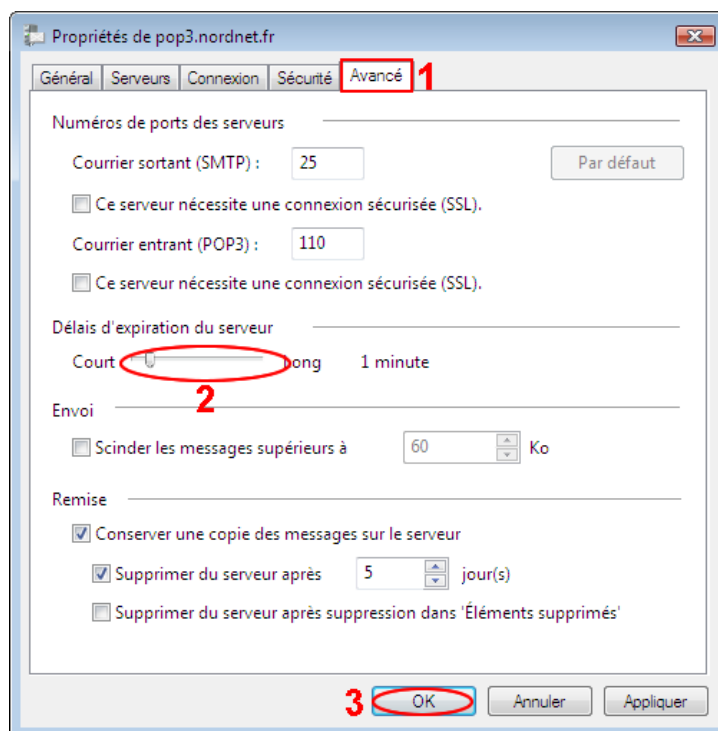 Propriétés de pop3.nordnet.fr
Général Serveurs Connexion Sécurité Avancé 1
Numéros de ports des serveurs
Courrier sortant (SMTP) : 25 Par défaut
Ce serveur nécessite une connexion sécurisée (SSL).
Courrier entrant (POP3) : 110
Ce serveur nécessite une connexion sécurisée (SSL).
Délais d'expiration du serveur
Court Long 1 minute
2
Envoi
Scinder les messages supérieurs à 60 Ko
Remise
Conserver une copie des messages sur le serveur
Supprimer du serveur après 5 jour(s)
Supprimer du serveur après suppression dans 'Éléments supprimés'
3 OK Annuler Appliquer